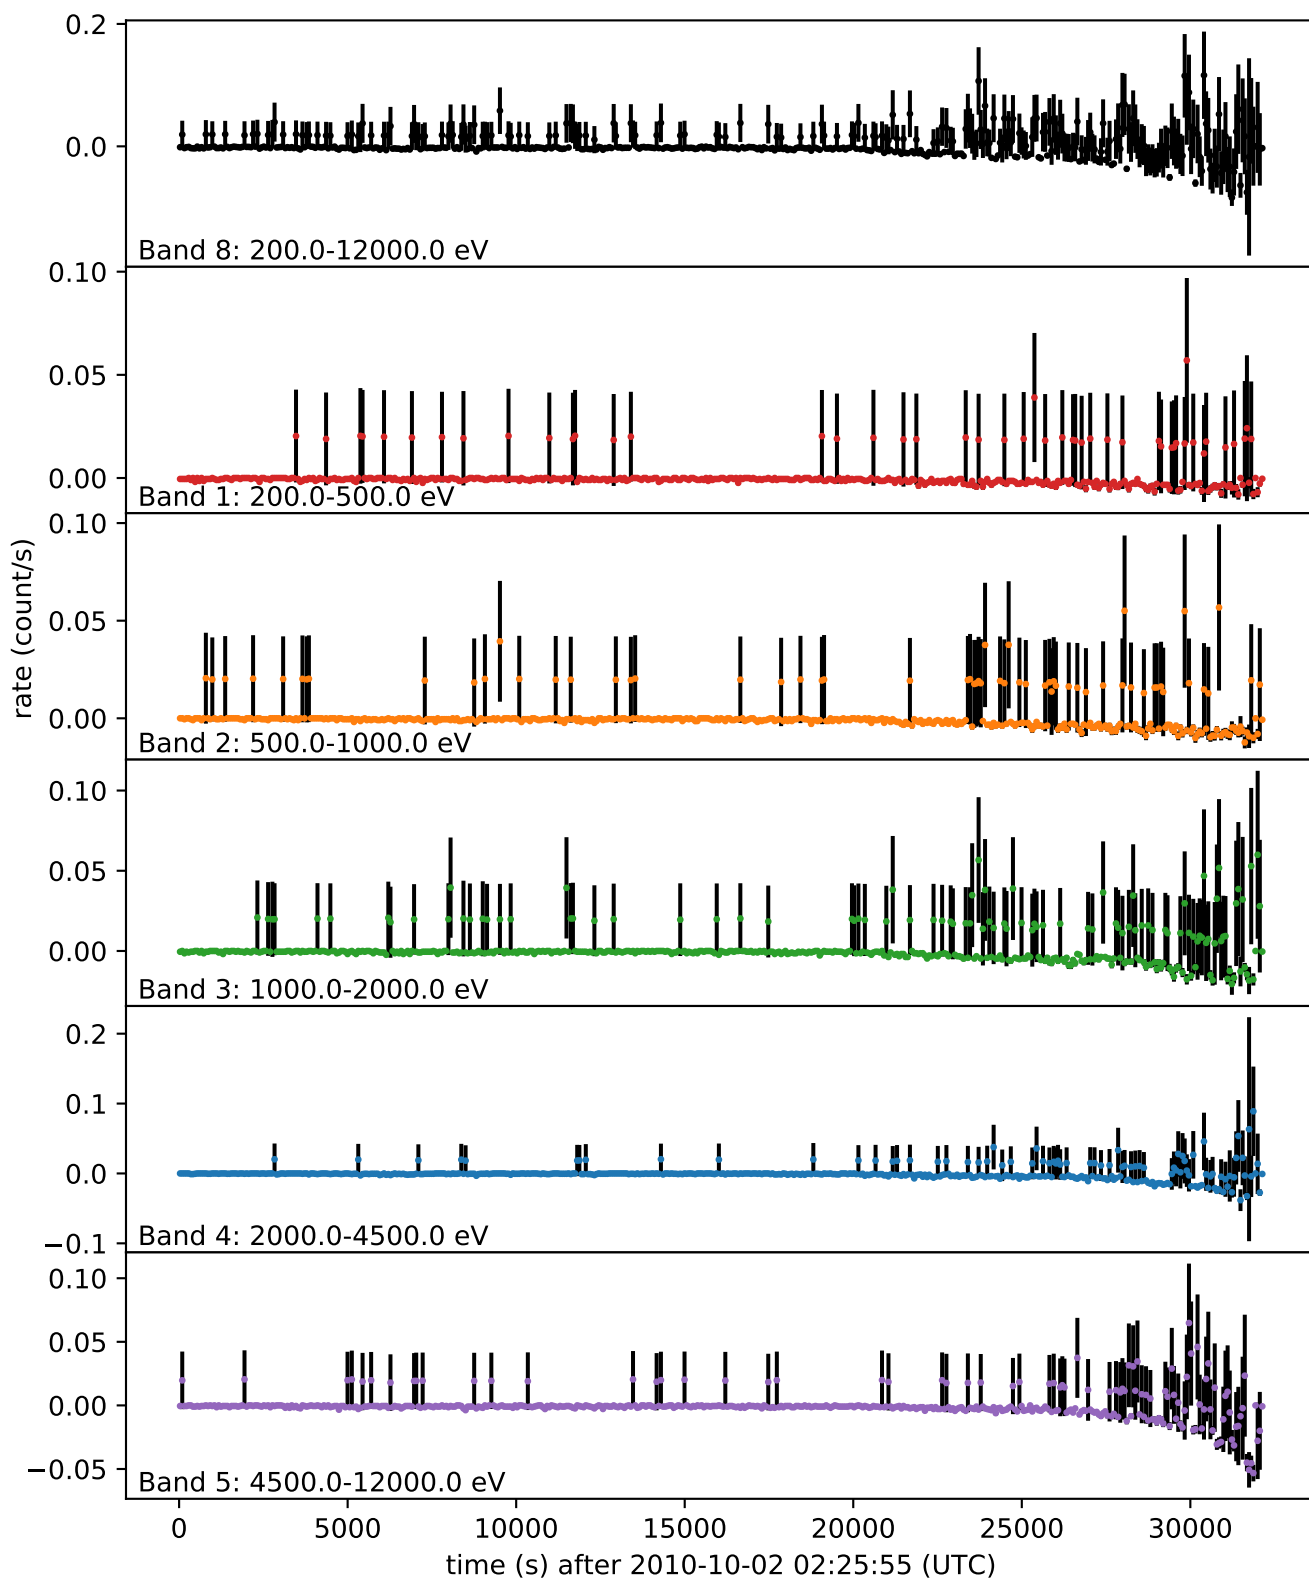 0.2
0.0
Band 8: 200.0-12000.0 eV
0.10
0.05
0.00
Band 1: 200.0-500.0 eV
0.10
0.05
0.00
Band 2: 500.0-1000.0 eV
rate (count/s)
0.10
0.05
0.00
Band 3: 1000.0-2000.0 eV
0.2
0.1
0.0
−0.1
Band 4: 2000.0-4500.0 eV
0.10
0.05
0.00
−0.05
Band 5: 4500.0-12000.0 eV
0 5000 10000 15000 20000 25000 30000
time (s) after 2010-10-02 02:25:55 (UTC)